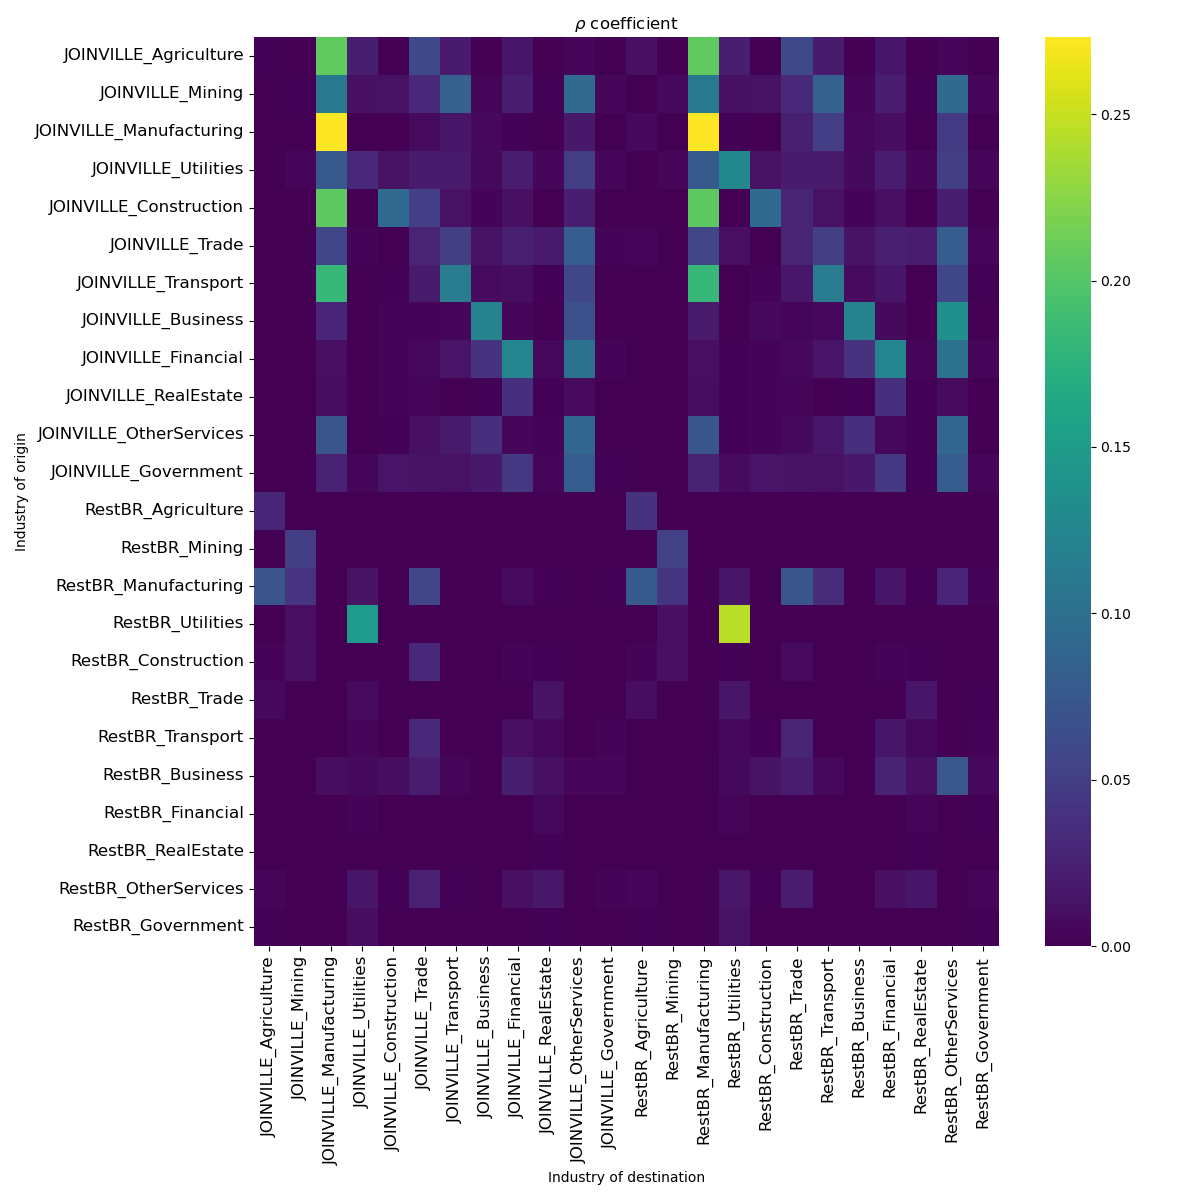 ρ coefficient
JOINVILLE_Agriculture
JOINVILLE_Mining
JOINVILLE_Manufacturing
JOINVILLE_Utilities
JOINVILLE_Construction
JOINVILLE_Trade
JOINVILLE_Transport
JOINVILLE_Business
JOINVILLE_Financial
JOINVILLE_RealEstate
JOINVILLE_OtherServices
JOINVILLE_Government
RestBR_Agriculture
RestBR_Mining
RestBR_Manufacturing
RestBR_Utilities
RestBR_Construction
RestBR_Trade
RestBR_Transport
RestBR_Business
RestBR_Financial
RestBR_RealEstate
RestBR_OtherServices
RestBR_Government
Industry of origin
JOINVILLE_Agriculture
JOINVILLE_Mining
JOINVILLE_Manufacturing
JOINVILLE_Utilities
JOINVILLE_Construction
JOINVILLE_Trade
JOINVILLE_Transport
JOINVILLE_Business
JOINVILLE_Financial
JOINVILLE_RealEstate
JOINVILLE_OtherServices
JOINVILLE_Government
RestBR_Agriculture
RestBR_Mining
RestBR_Manufacturing
RestBR_Utilities
RestBR_Construction
RestBR_Trade
RestBR_Transport
RestBR_Business
RestBR_Financial
RestBR_RealEstate
RestBR_OtherServices
RestBR_Government
Industry of destination
0.25
0.20
0.15
0.10
0.05
0.00